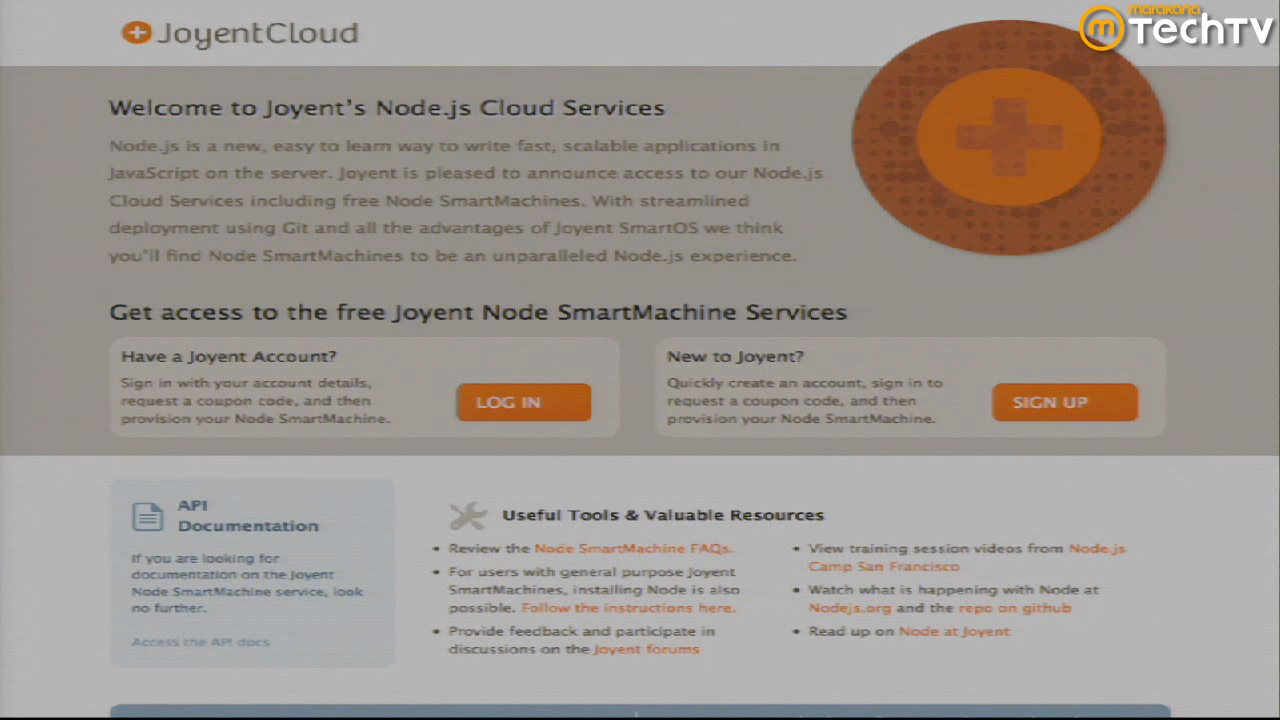 JoyentCloud
marakana
TechTV
Welcome to Joyent's Node.js Cloud Services
Node.js is a new, easy to learn way to write fast, scalable applications in
JavaScript on the server. Joyent is pleased to announce access to our Node.js
Cloud Services including free Node SmartMachines. With streamlined
deployment using Git and all the advantages of Joyent SmartOS we think
you'll find Node SmartMachines to be an unparalleled Node.js experience.
Get access to the free Joyent Node SmartMachine Services
Have a Joyent Account?
Sign in with your account details,
request a coupon code, and then
provision your Node SmartMachine.
LOG IN
New to Joyent?
Quickly create an account, sign in to
request a coupon code, and then
provision your Node SmartMachine.
SIGN UP
API
Documentation
If you are looking for
documentation on the Joyent
Node SmartMachine service, look
no further.
Access the API docs
Useful Tools & Valuable Resources
• Review the Node SmartMachine FAQs.
• For users with general purpose Joyent
SmartMachines, installing Node is also
possible. Follow the instructions here.
• Provide feedback and participate in
discussions on the Joyent forums
• View training session videos from Node.js
Camp San Francisco
• Watch what is happening with Node at
Nodejs.org and the repo on github
• Read up on Node at Joyent